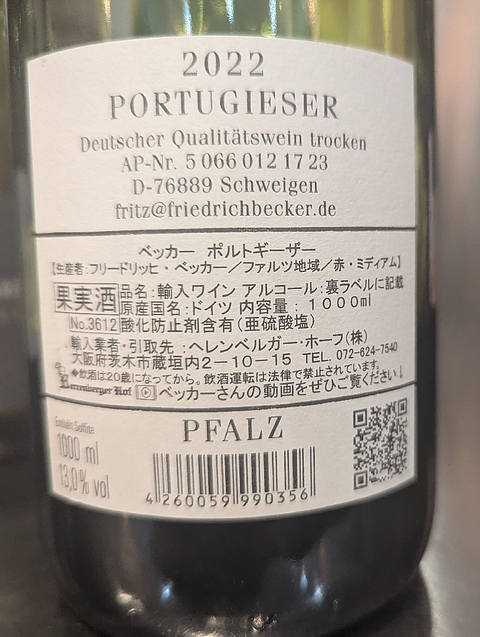 2022
PORTUGIESER
Deutscher Qualitätswein trocken
AP-Nr. 5 066 012 17 23
D-76889 Schweigen
fritz@friedrichbecker.de
ベッカー ポルトギーザー
【生産者：フリードリッヒ・ベッカー／ファルツ地域／赤・ミディアム】
果実酒 品名：輸入ワイン アルコール：裏ラベルに記載
原産国名：ドイツ 内容量：1000ml
No.3612 酸化防止剤含有（亜硫酸塩）
輸入業者・引取先：ヘレンベルガー・ホーフ（株）
大阪府茨木市蔵垣内2-10-15 TEL. 072-624-7540
◆飲酒は20歳になってから。飲酒運転は法律で禁止されています。
Herrenberger Hof ベッカーさんの動画をぜひご覧ください↓
PFALZ
Enthält Sulfite
1000 ml
13,0% vol
4 260059 990356